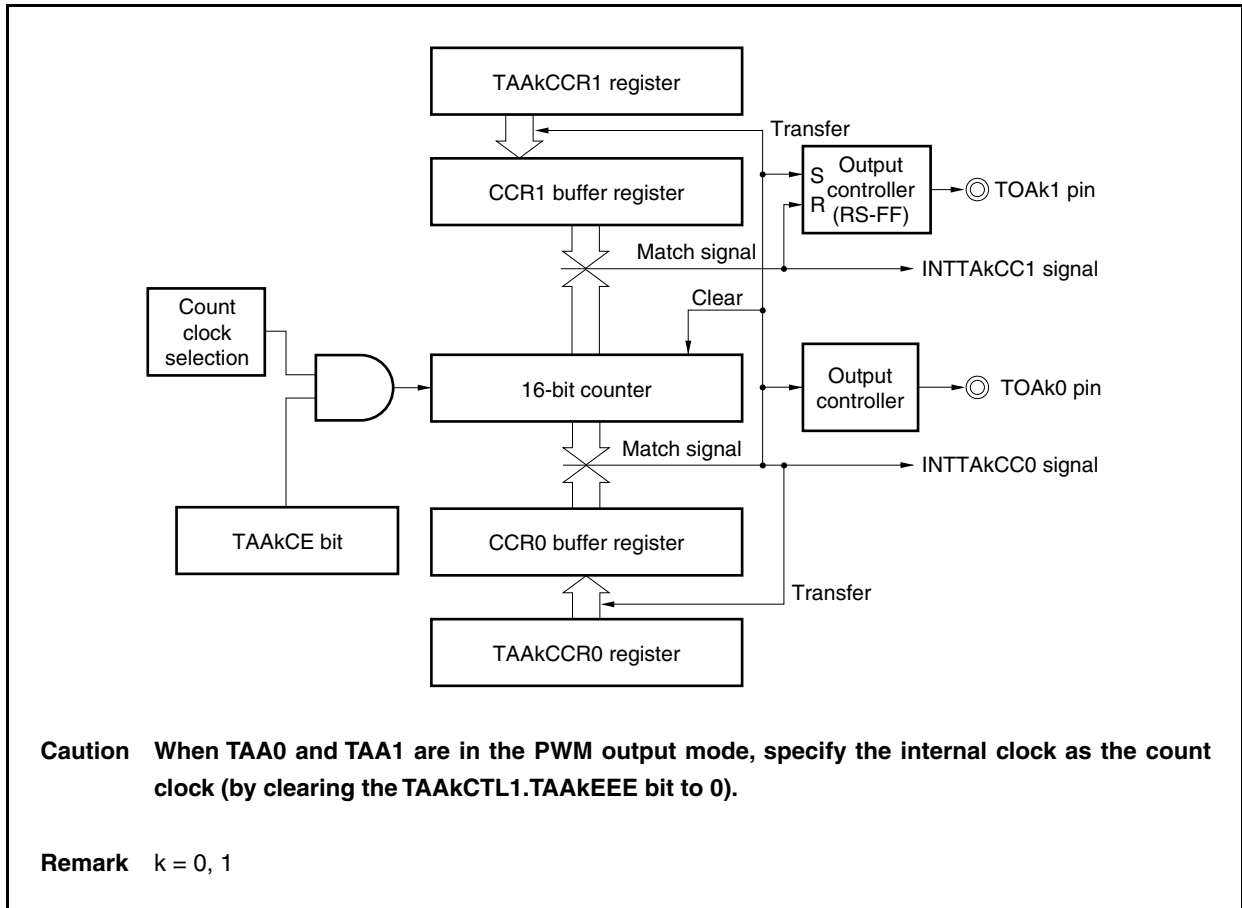 TAAkCCR1 register
Transfer
CCR1 buffer register
S
R
Output
controller
(RS-FF)
TOAk1 pin
Match signal
INTTAkCC1 signal
Clear
Count
clock
selection
16-bit counter
Output
controller
TOAk0 pin
Match signal
INTTAkCC0 signal
TAAkCE bit
CCR0 buffer register
Transfer
TAAkCCR0 register
Caution When TAA0 and TAA1 are in the PWM output mode, specify the internal clock as the count
clock (by clearing the TAAkCTL1.TAAkEEE bit to 0).
Remark k = 0, 1